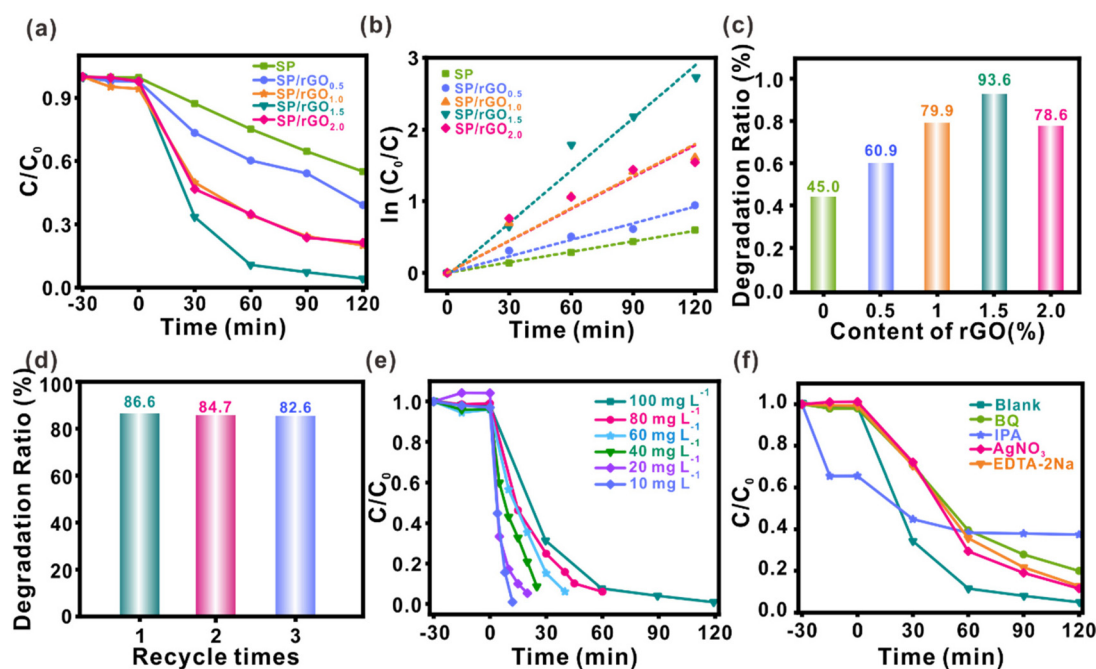 (a)
SP
SP/rGO0.5
SP/rGO1.0
SP/rGO1.5
SP/rGO2.0
C/C0
0.9
0.6
0.3
0.0
-30 0 30 60 90 120
Time (min)
(b)
SP
SP/rGO0.5
SP/rGO1.0
SP/rGO1.5
SP/rGO2.0
ln (C0/C)
3
2
1
0
0 30 60 90 120
Time (min)
(c)
Degradation Ratio (%)
1.0
0.8
0.6
0.4
0.2
0.0
45.0
60.9
79.9
93.6
78.6
0 0.5 1 1.5 2.0
Content of rGO(%)
(d)
Degradation Ratio (%)
100
80
60
40
20
0
86.6
84.7
82.6
1 2 3
Recycle times
(e)
100 mg L-1
80 mg L-1
60 mg L-1
40 mg L-1
20 mg L-1
10 mg L-1
C/C0
1.0
0.8
0.6
0.4
0.2
0.0
-30 0 30 60 90 120
Time (min)
(f)
Blank
BQ
IPA
AgNO3
EDTA-2Na
C/C0
1.0
0.8
0.6
0.4
0.2
0.0
-30 0 30 60 90 120
Time (min)